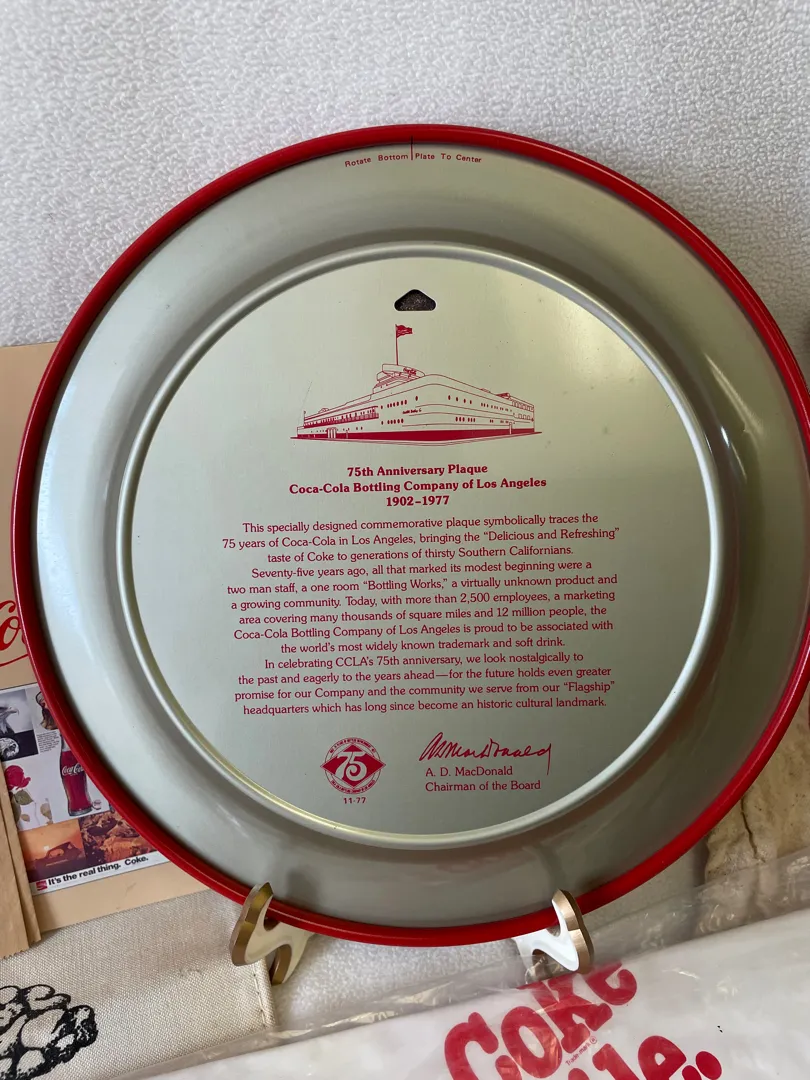 Rotate Bottom | Plate To Center
75th Anniversary Plaque
Coca-Cola Bottling Company of Los Angeles
1902–1977
This specially designed commemorative plaque symbolically traces the
75 years of Coca-Cola in Los Angeles, bringing the “Delicious and Refreshing”
taste of Coke to generations of thirsty Southern Californians.
Seventy-five years ago, all that marked its modest beginning were a
two man staff, a one room “Bottling Works,” a virtually unknown product and
a growing community. Today, with more than 2,500 employees, a marketing
area covering many thousands of square miles and 12 million people, the
Coca-Cola Bottling Company of Los Angeles is proud to be associated with
the world's most widely known trademark and soft drink.
In celebrating CCLA's 75th anniversary, we look nostalgically to
the past and eagerly to the years ahead—for the future holds even greater
promise for our Company and the community we serve from our “Flagship”
headquarters which has long since become an historic cultural landmark.
75
11-77
A. D. MacDonald
A. D. MacDonald
Chairman of the Board
Coca-Cola
It's the real thing. Coke.
Coke
Trade-mark ®